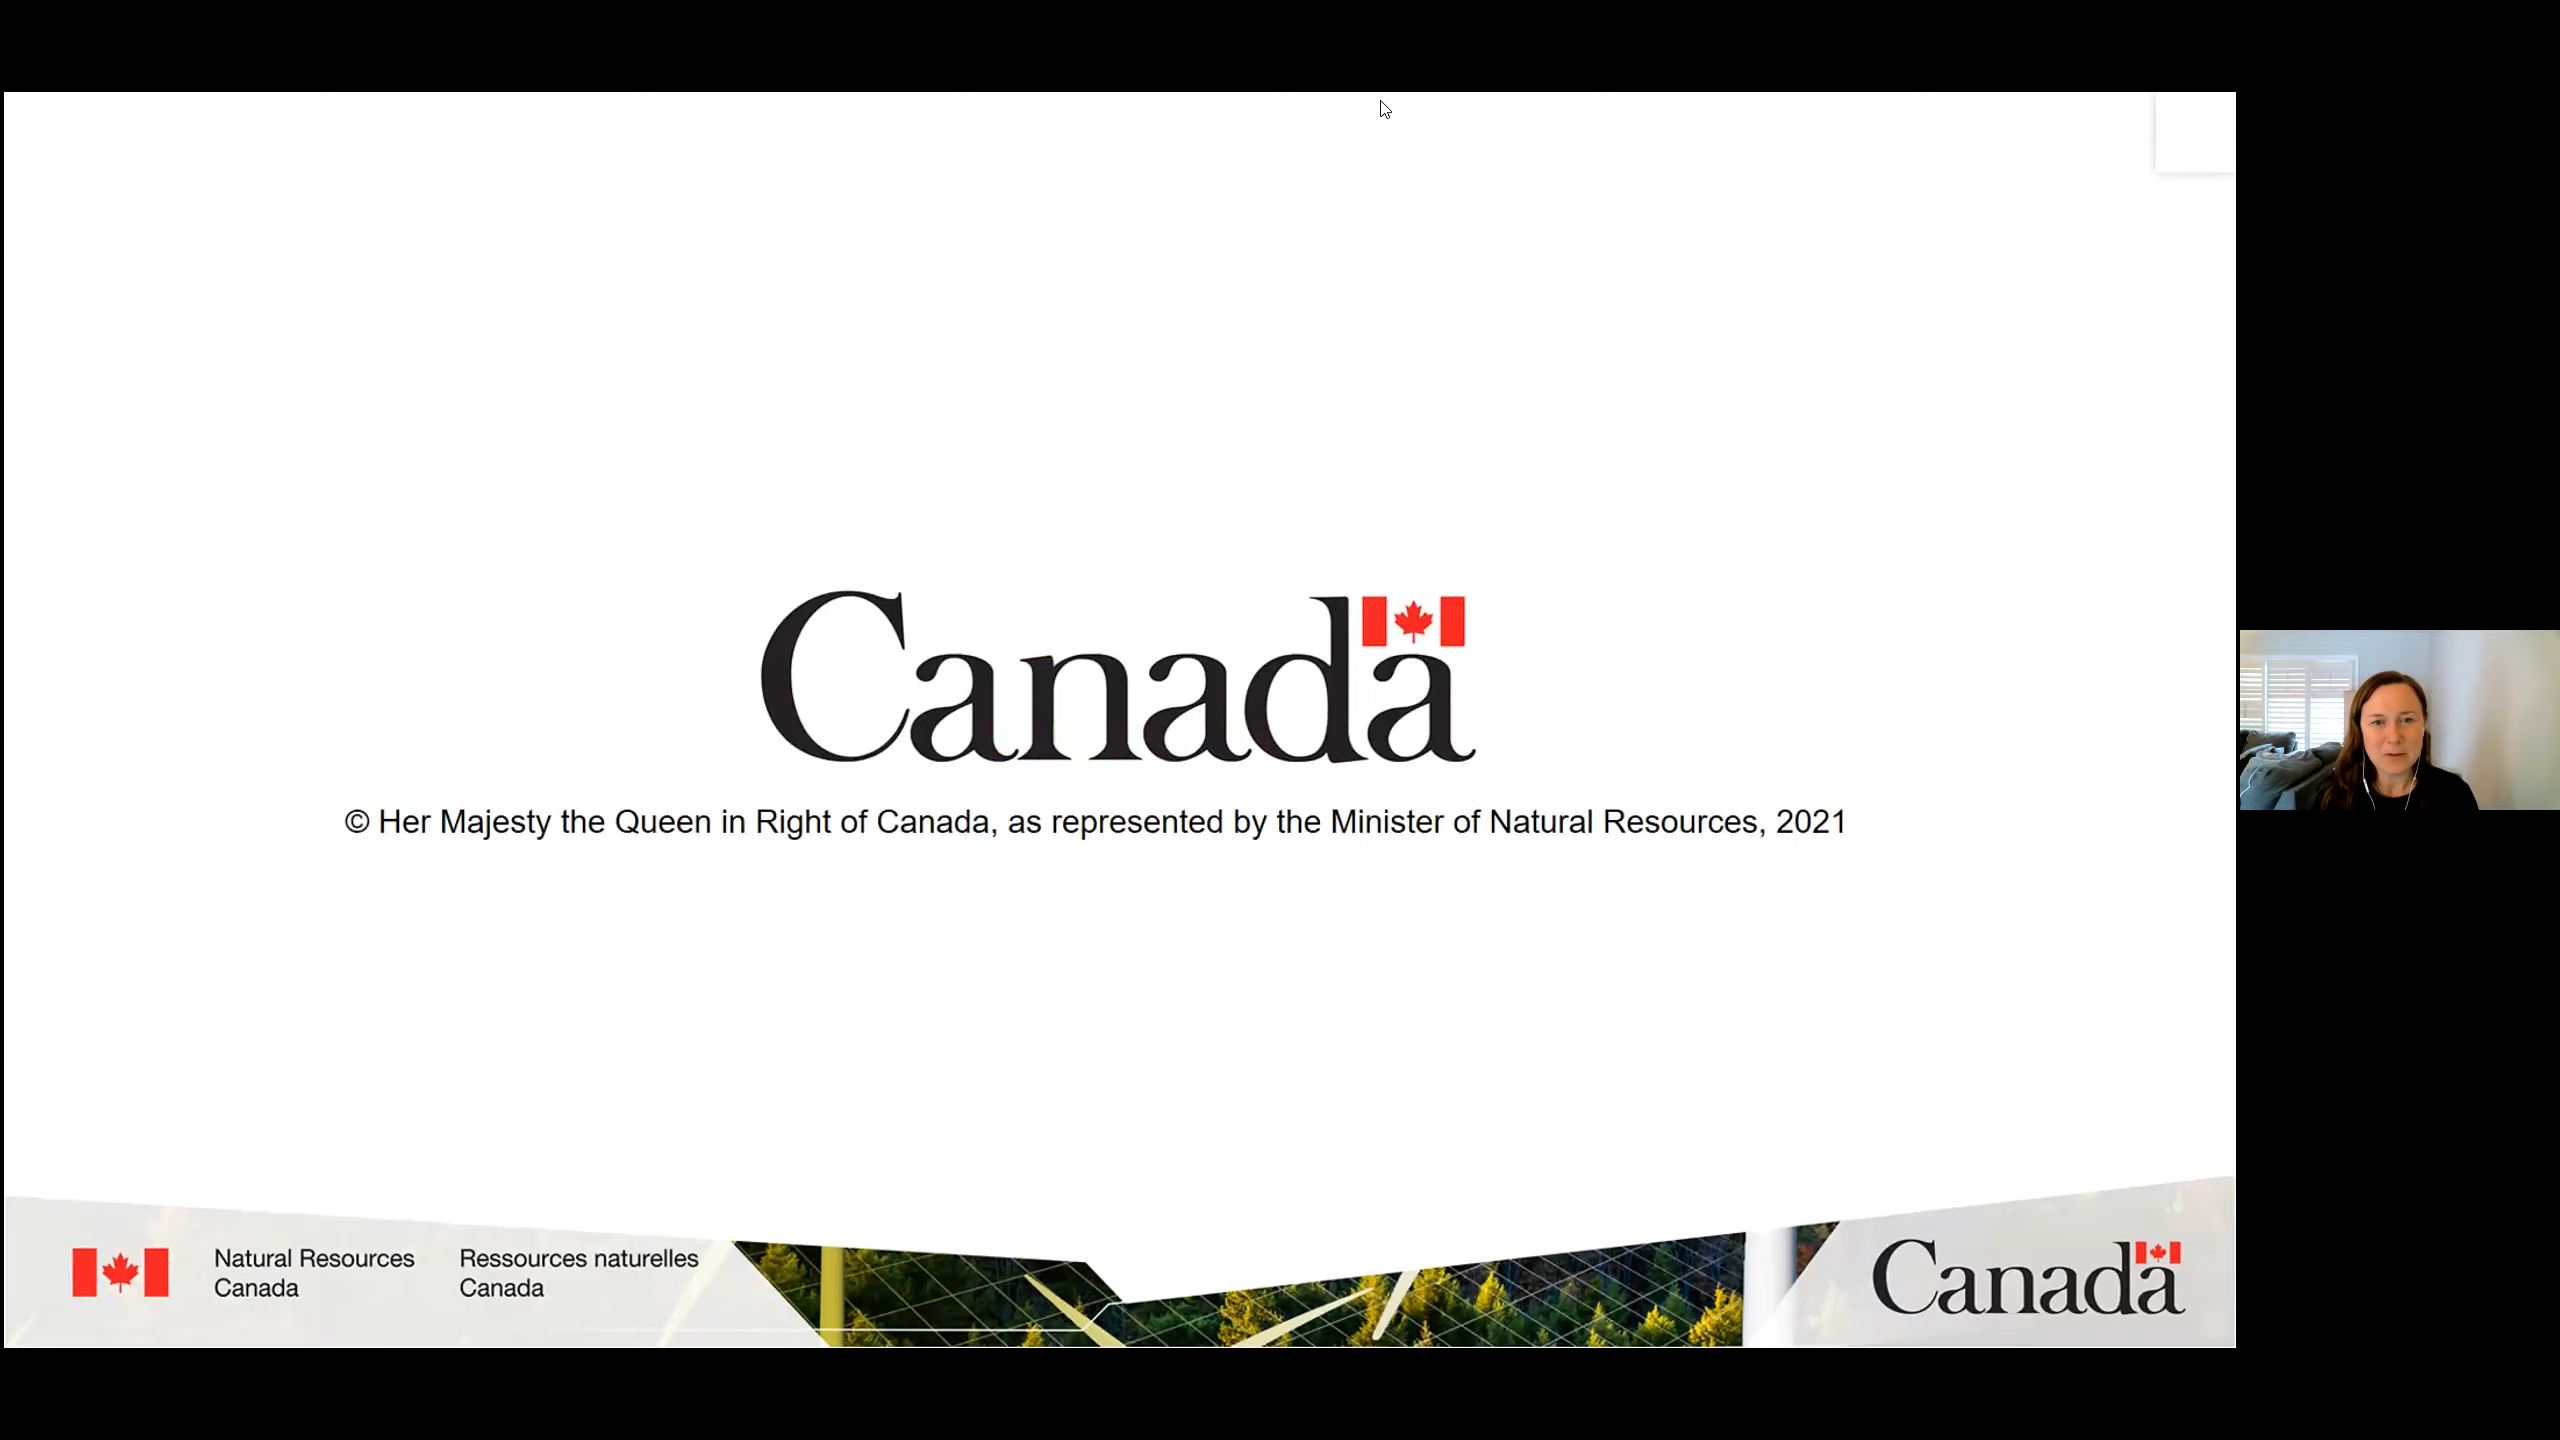 Canada
© Her Majesty the Queen in Right of Canada, as represented by the Minister of Natural Resources, 2021
Natural Resources
Canada
Ressources naturelles
Canada
Canada